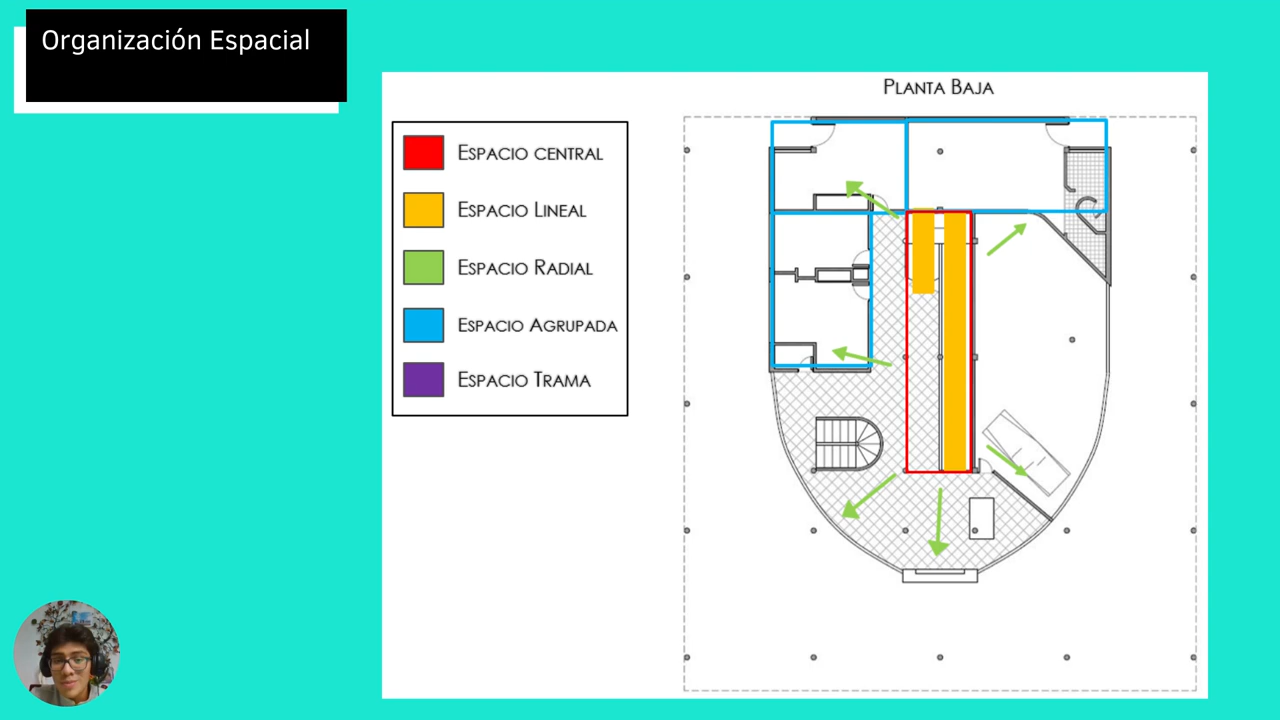 Organización Espacial
Planta Baja
Espacio central
Espacio Lineal
Espacio Radial
Espacio Agrupada
Espacio Trama